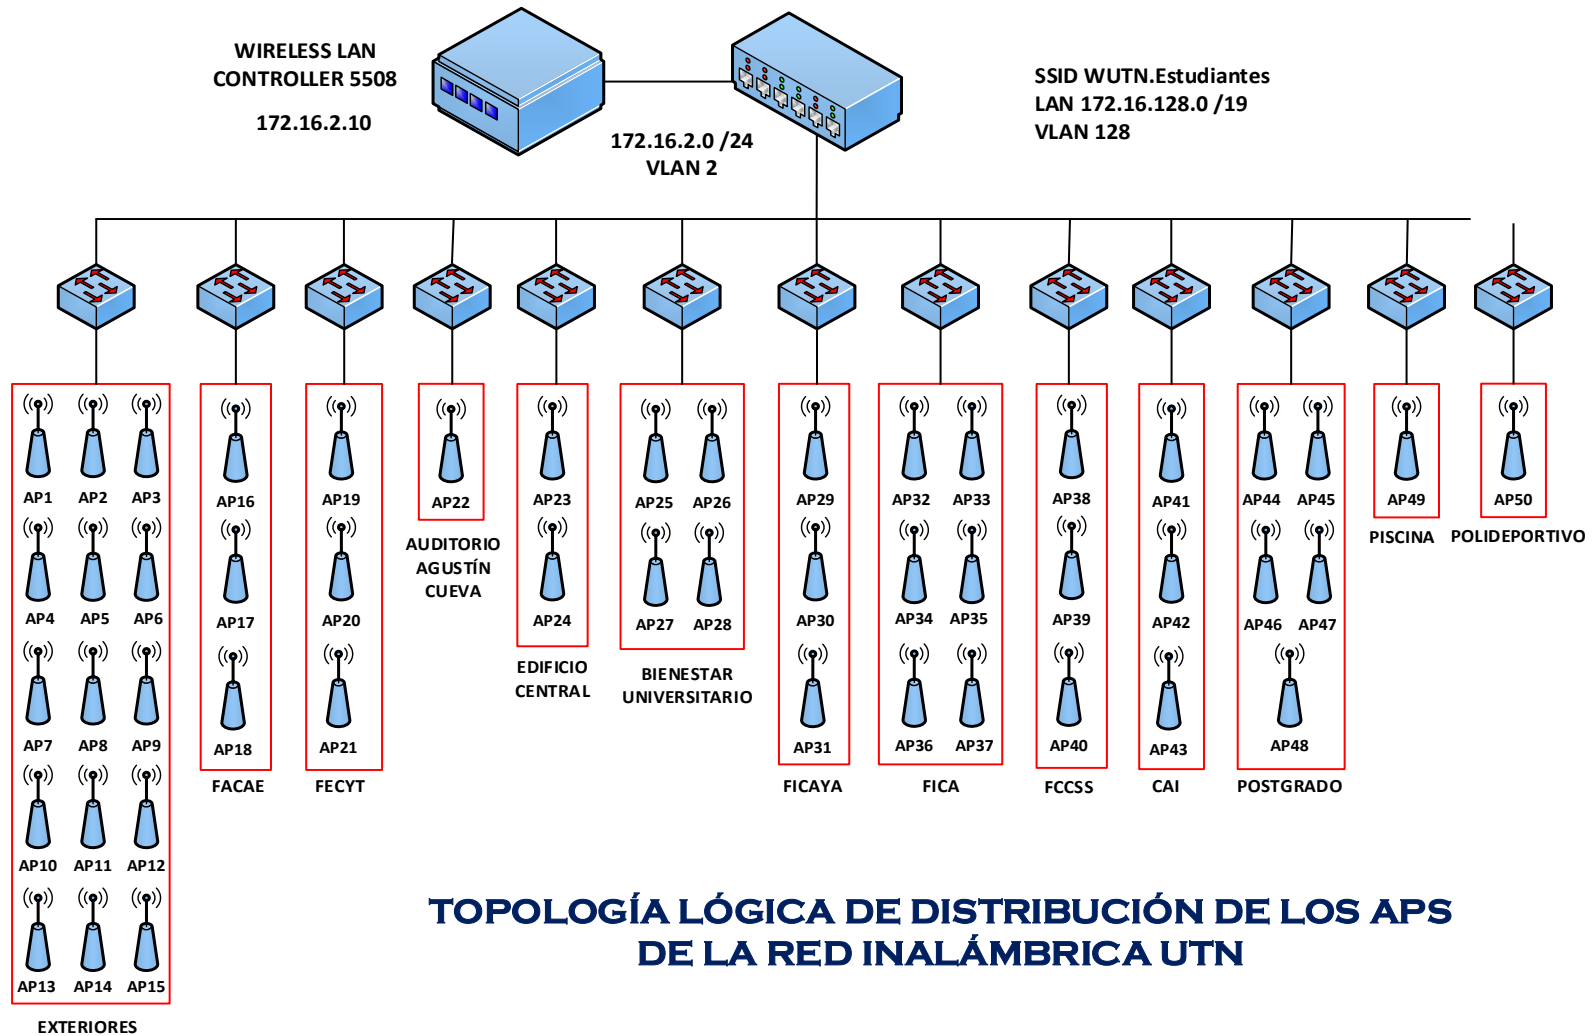 WIRELESS LAN
CONTROLLER 5508
172.16.2.10
172.16.2.0 /24
VLAN 2
SSID WUTN.Estudiantes
LAN 172.16.128.0 /19
VLAN 128
AP1 AP2 AP3
AP4 AP5 AP6
AP7 AP8 AP9
AP10 AP11 AP12
AP13 AP14 AP15
EXTERIORES
AP16
AP17
AP18
FACAE
AP19
AP20
AP21
FECYT
AP22
AUDITORIO
AGUSTÍN
CUEVA
AP23
AP24
EDIFICIO
CENTRAL
AP25 AP26
AP27 AP28
BIENESTAR
UNIVERSITARIO
AP29
AP30
AP31
FICAYA
AP32 AP33
AP34 AP35
AP36 AP37
FICA
AP38
AP39
AP40
FCCSS
AP41
AP42
AP43
CAI
AP44 AP45
AP46 AP47
AP48
POSTGRADO
AP49
PISCINA
AP50
POLIDEPORTIVO
TOPOLOGÍA LÓGICA DE DISTRIBUCIÓN DE LOS APS
DE LA RED INALÁMBRICA UTN